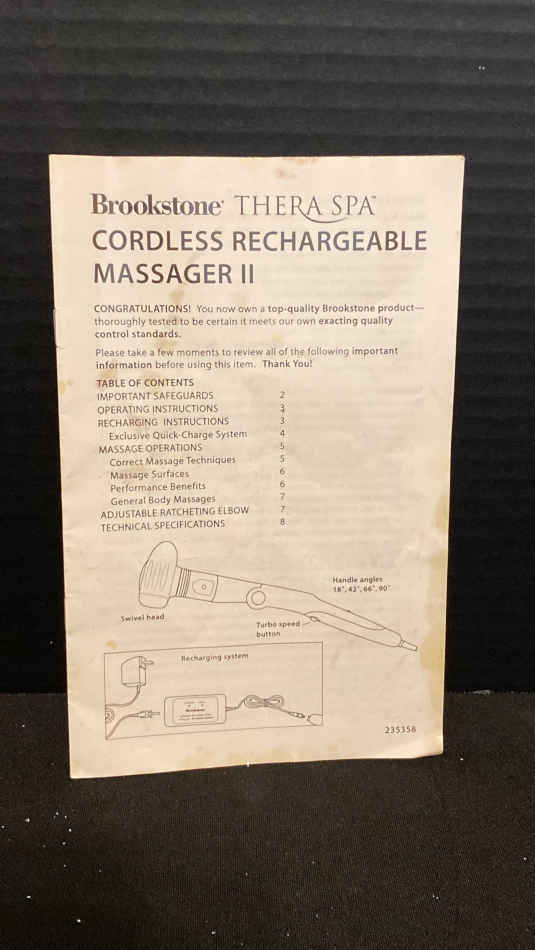 Brookstone® THERA SPA™
CORDLESS RECHARGEABLE
MASSAGER II
CONGRATULATIONS! You now own a top-quality Brookstone product—
thoroughly tested to be certain it meets our own exacting quality
control standards.
Please take a few moments to review all of the following important
information before using this item. Thank You!
TABLE OF CONTENTS
IMPORTANT SAFEGUARDS 2
OPERATING INSTRUCTIONS 3
RECHARGING INSTRUCTIONS 3
Exclusive Quick-Charge System 4
MASSAGE OPERATIONS 5
Correct Massage Techniques 5
Massage Surfaces 6
Performance Benefits 6
General Body Massages 7
ADJUSTABLE RATCHETING ELBOW 7
TECHNICAL SPECIFICATIONS 8
Handle angles
18°, 42°, 66°, 90°
Swivel head
Turbo speed
button
Recharging system
Brookstone
235358